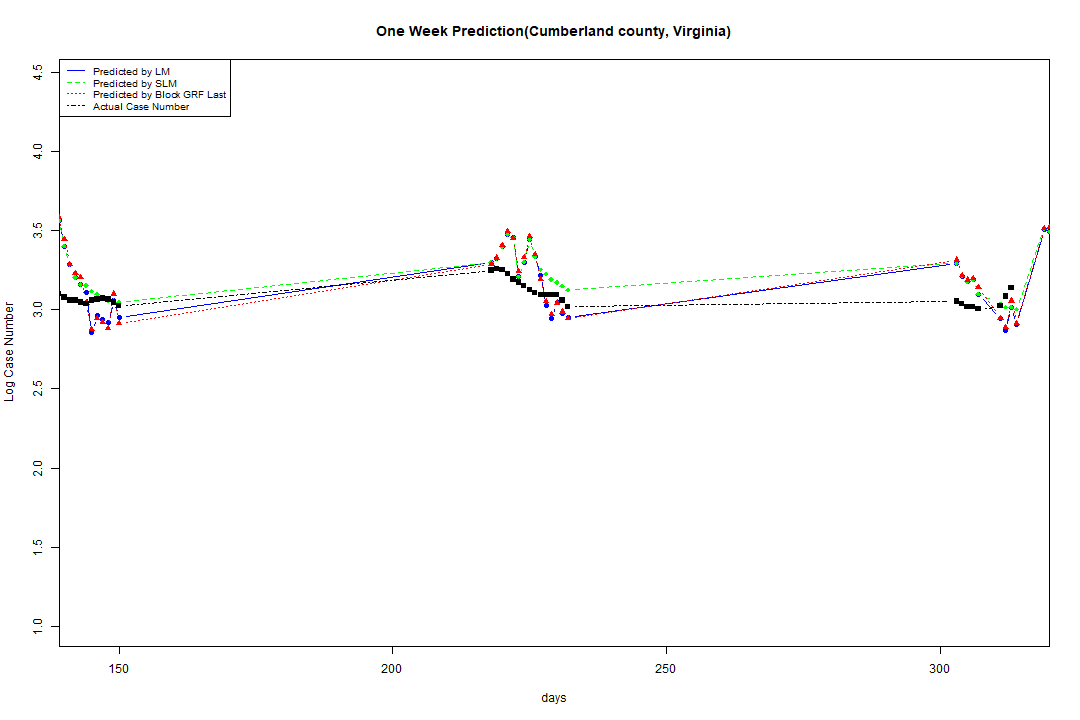 One Week Prediction(Cumberland county, Virginia)
Predicted by LM
Predicted by SLM
Predicted by Block GRF Last
Actual Case Number
4.5
4.0
3.5
3.0
2.5
2.0
1.5
1.0
Log Case Number
150
200
250
300
days